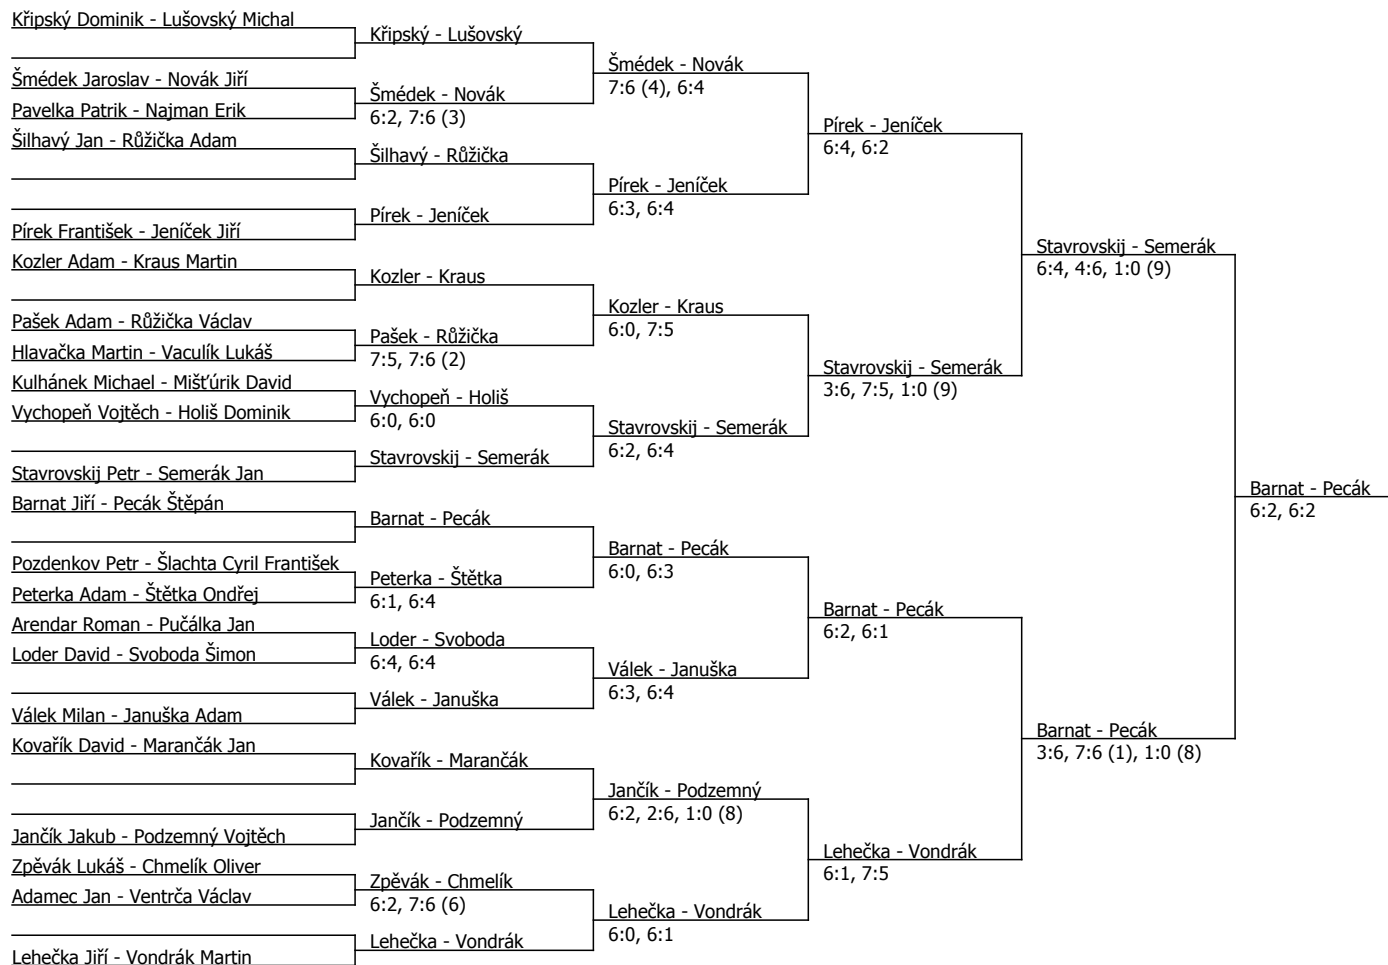 Křipský Dominik - Lušovský Michal
Šmédek Jaroslav - Novák Jiří
Pavelka Patrik - Najman Erik
Šilhavý Jan - Růžička Adam
Pírek František - Jeníček Jiří
Kozler Adam - Kraus Martin
Pašek Adam - Růžička Václav
Hlavačka Martin - Vaculík Lukáš
Kulhánek Michael - Mišťúrik David
Vychopeň Vojtěch - Holiš Dominik
Stavrovskij Petr - Semerák Jan
Barnat Jiří - Pecák Štěpán
Pozdenkov Petr - Šlachta Cyril František
Peterka Adam - Štětka Ondřej
Arendar Roman - Pučálka Jan
Loder David - Svoboda Šimon
Válek Milan - Januška Adam
Kovařík David - Marančák Jan
Jančík Jakub - Podzemný Vojtěch
Zpěvák Lukáš - Chmelík Oliver
Adamec Jan - Ventrča Václav
Lehečka Jiří - Vondrák Martin
Křipský - Lušovský
Šmédek - Novák
6:2, 7:6 (3)
Šilhavý - Růžička
Pírek - Jeníček
Kozler - Kraus
Pašek - Růžička
7:5, 7:6 (2)
Vychopeň - Holiš
6:0, 6:0
Stavrovskij - Semerák
Barnat - Pecák
Peterka - Štětka
6:1, 6:4
Loder - Svoboda
6:4, 6:4
Válek - Januška
Kovařík - Marančák
Jančík - Podzemný
Zpěvák - Chmelík
6:2, 7:6 (6)
Lehečka - Vondrák
Šmédek - Novák
7:6 (4), 6:4
Pírek - Jeníček
6:3, 6:4
Kozler - Kraus
6:0, 7:5
Stavrovskij - Semerák
6:2, 6:4
Barnat - Pecák
6:0, 6:3
Válek - Januška
6:3, 6:4
Jančík - Podzemný
6:2, 2:6, 1:0 (8)
Lehečka - Vondrák
6:0, 6:1
Pírek - Jeníček
6:4, 6:2
Stavrovskij - Semerák
3:6, 7:5, 1:0 (9)
Barnat - Pecák
6:2, 6:1
Lehečka - Vondrák
6:1, 7:5
Stavrovskij - Semerák
6:4, 4:6, 1:0 (9)
Barnat - Pecák
3:6, 7:6 (1), 1:0 (8)
Barnat - Pecák
6:2, 6:2